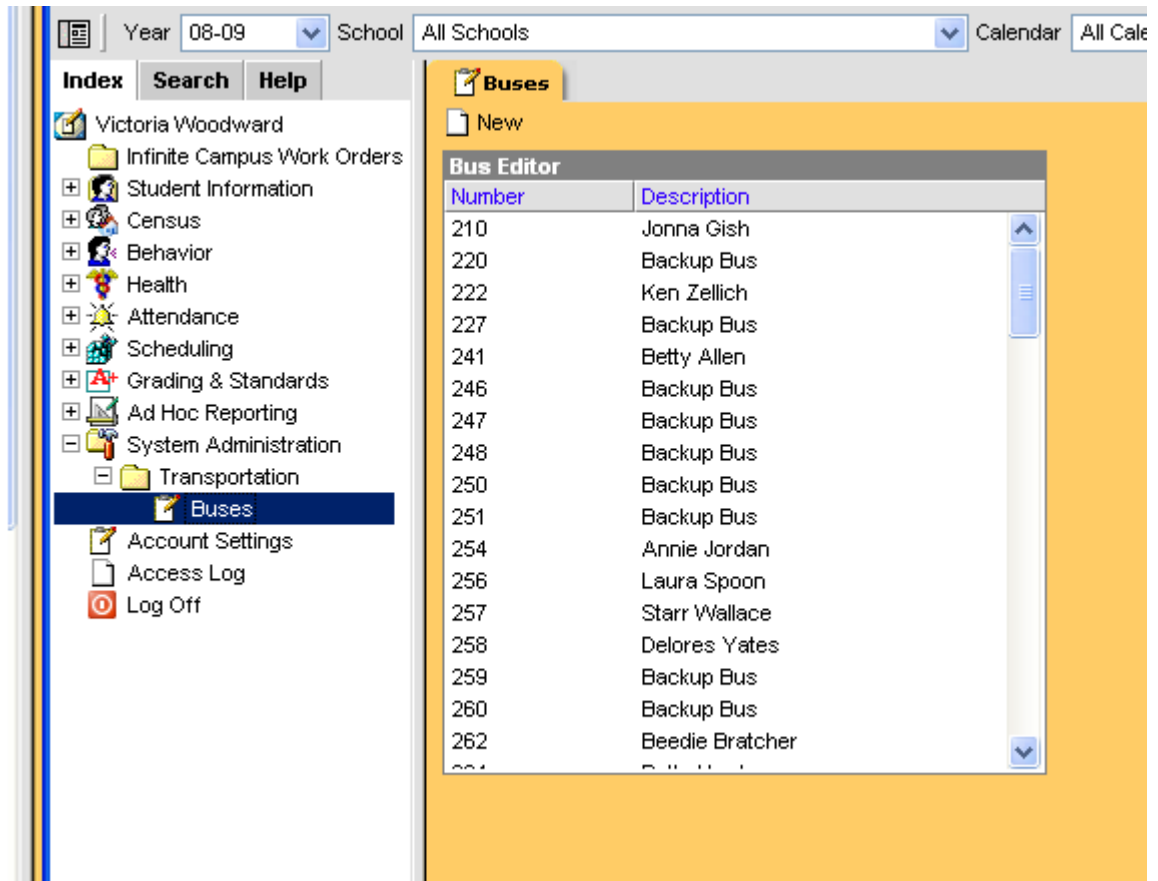 Year 08-09 School All Schools Calendar All Cale
Index Search Help
Victoria Woodward
Infinite Campus Work Orders
Student Information
Census
Behavior
Health
Attendance
Scheduling
Grading & Standards
Ad Hoc Reporting
System Administration
Transportation
Buses
Account Settings
Access Log
Log Off
Buses
New
Bus Editor
Number Description
210 Jonna Gish
220 Backup Bus
222 Ken Zellich
227 Backup Bus
241 Betty Allen
246 Backup Bus
247 Backup Bus
248 Backup Bus
250 Backup Bus
251 Backup Bus
254 Annie Jordan
256 Laura Spoon
257 Starr Wallace
258 Delores Yates
259 Backup Bus
260 Backup Bus
262 Beedie Bratcher